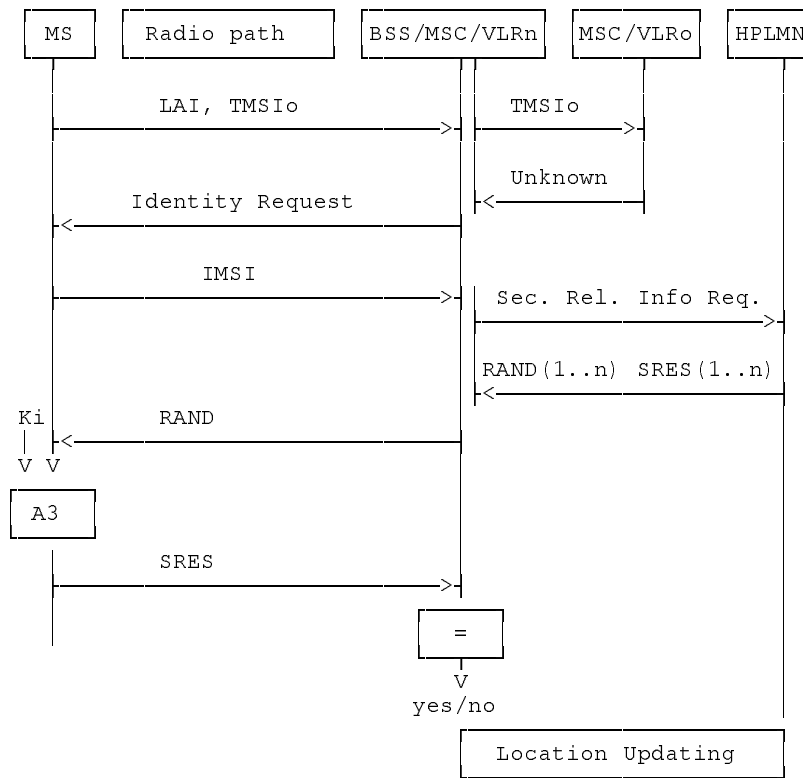 MS Radio path BSS/MSC/VLRn MSC/VLRo HPLMN
LAI, TMSIo TMSIo
Unknown
Identity Request
IMSI
Sec. Rel. Info Req.
RAND(1..n) SRES(1..n)
Ki RAND
V V
A3
SRES
=
V
yes/no
Location Updating